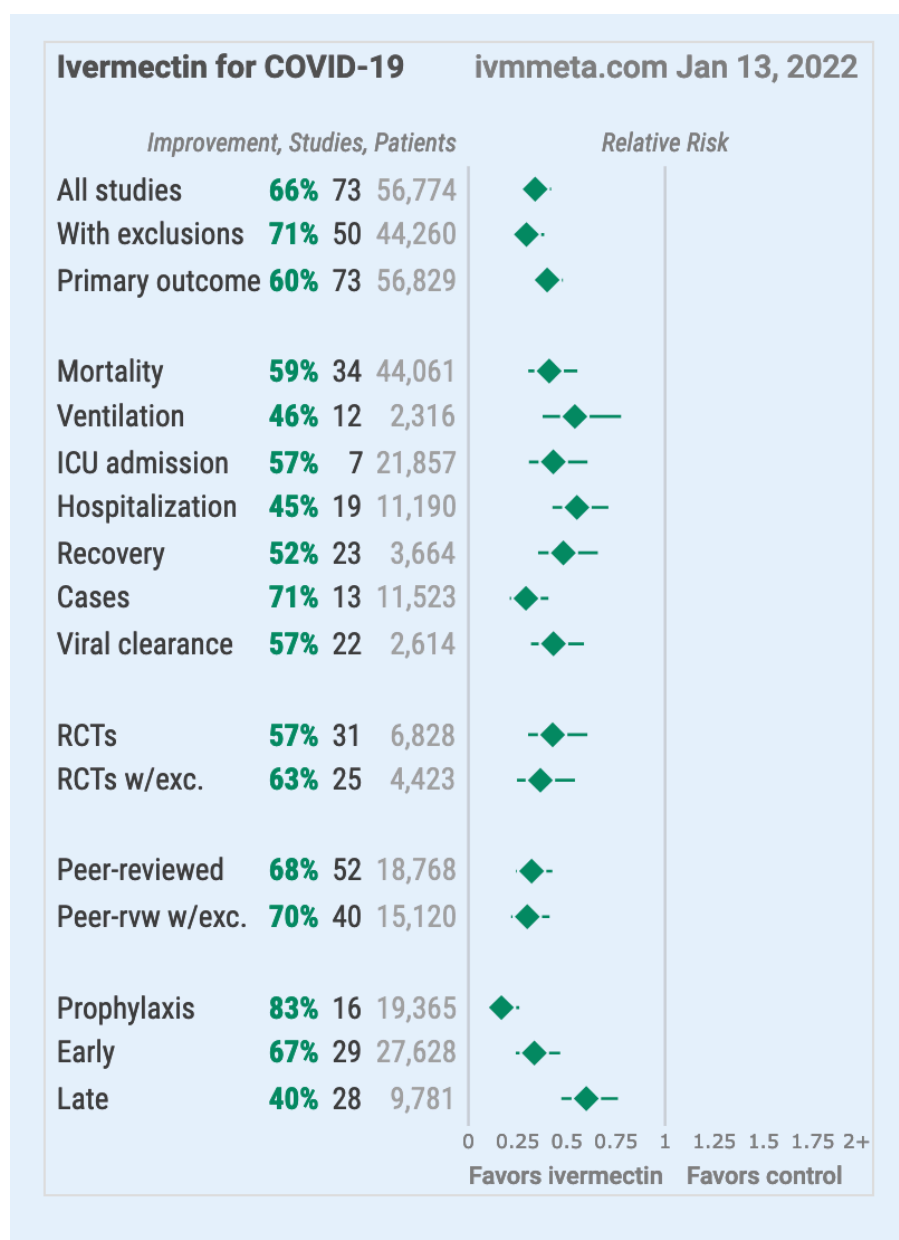 Ivermectin for COVID-19 ivmmeta.com Jan 13, 2022
Improvement, Studies, Patients Relative Risk
All studies 66% 73 56,774
With exclusions 71% 50 44,260
Primary outcome 60% 73 56,829
Mortality 59% 34 44,061
Ventilation 46% 12 2,316
ICU admission 57% 7 21,857
Hospitalization 45% 19 11,190
Recovery 52% 23 3,664
Cases 71% 13 11,523
Viral clearance 57% 22 2,614
RCTs 57% 31 6,828
RCTs w/exc. 63% 25 4,423
Peer-reviewed 68% 52 18,768
Peer-rvw w/exc. 70% 40 15,120
Prophylaxis 83% 16 19,365
Early 67% 29 27,628
Late 40% 28 9,781
0 0.25 0.5 0.75 1 1.25 1.5 1.75 2+
Favors ivermectin Favors control